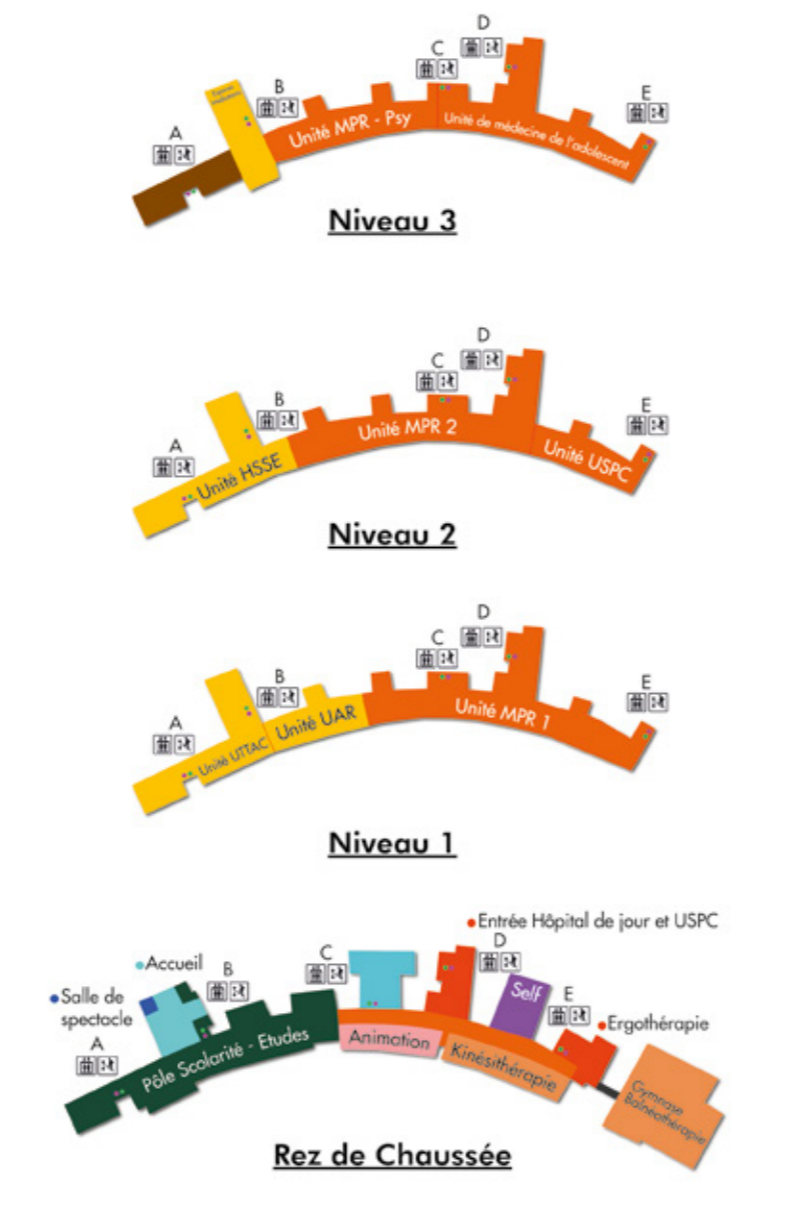 D
C
B
E
A
Unité MPR - Psy
Unité de médecine de l'adolescent
Niveau 3
D
C
B
E
A
Unité MPR 2
Unité HSSE
Unité USPC
Niveau 2
D
C
B
E
A
Unité MPR 1
Unité UAR
Unité UTTAC
Niveau 1
Entrée Hôpital de jour et USPC
D
C
Accueil
B
Self
E
Salle de
spectacle
Ergothérapie
A
Pôle Scolarité - Etudes
Animation
Kinésithérapie
Gymnase
Balnéothérapie
Rez de Chaussée